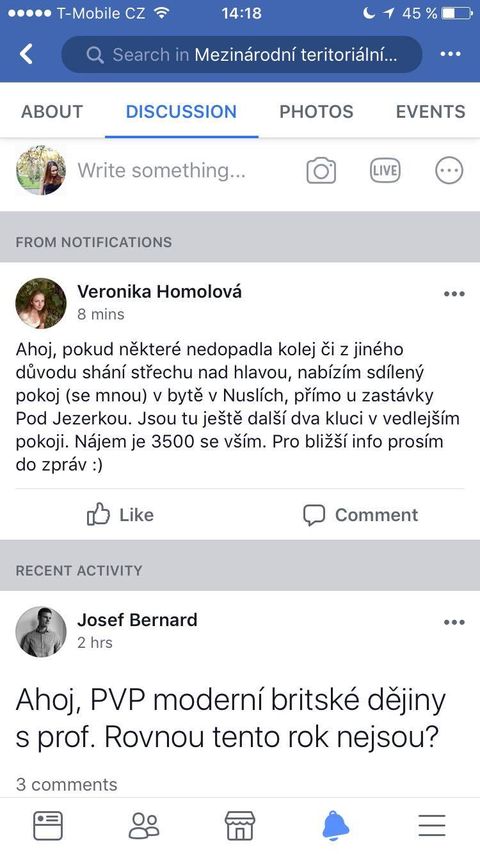 T-Mobile CZ 14:18 45 %
Search in Mezinárodní teritoriální...
ABOUT DISCUSSION PHOTOS EVENTS
Write something... LIVE
FROM NOTIFICATIONS
Veronika Homolová
8 mins
Ahoj, pokud některé nedopadla kolej či z jiného
důvodu shání střechu nad hlavou, nabízím sdílený
pokoj (se mnou) v bytě v Nuslích, přímo u zastávky
Pod Jezerkou. Jsou tu ještě další dva kluci v vedlejším
pokoji. Nájem je 3500 se vším. Pro bližší info prosím
do zpráv :)
Like Comment
RECENT ACTIVITY
Josef Bernard
2 hrs
Ahoj, PVP moderní britské dějiny
s prof. Rovnou tento rok nejsou?
3 comments